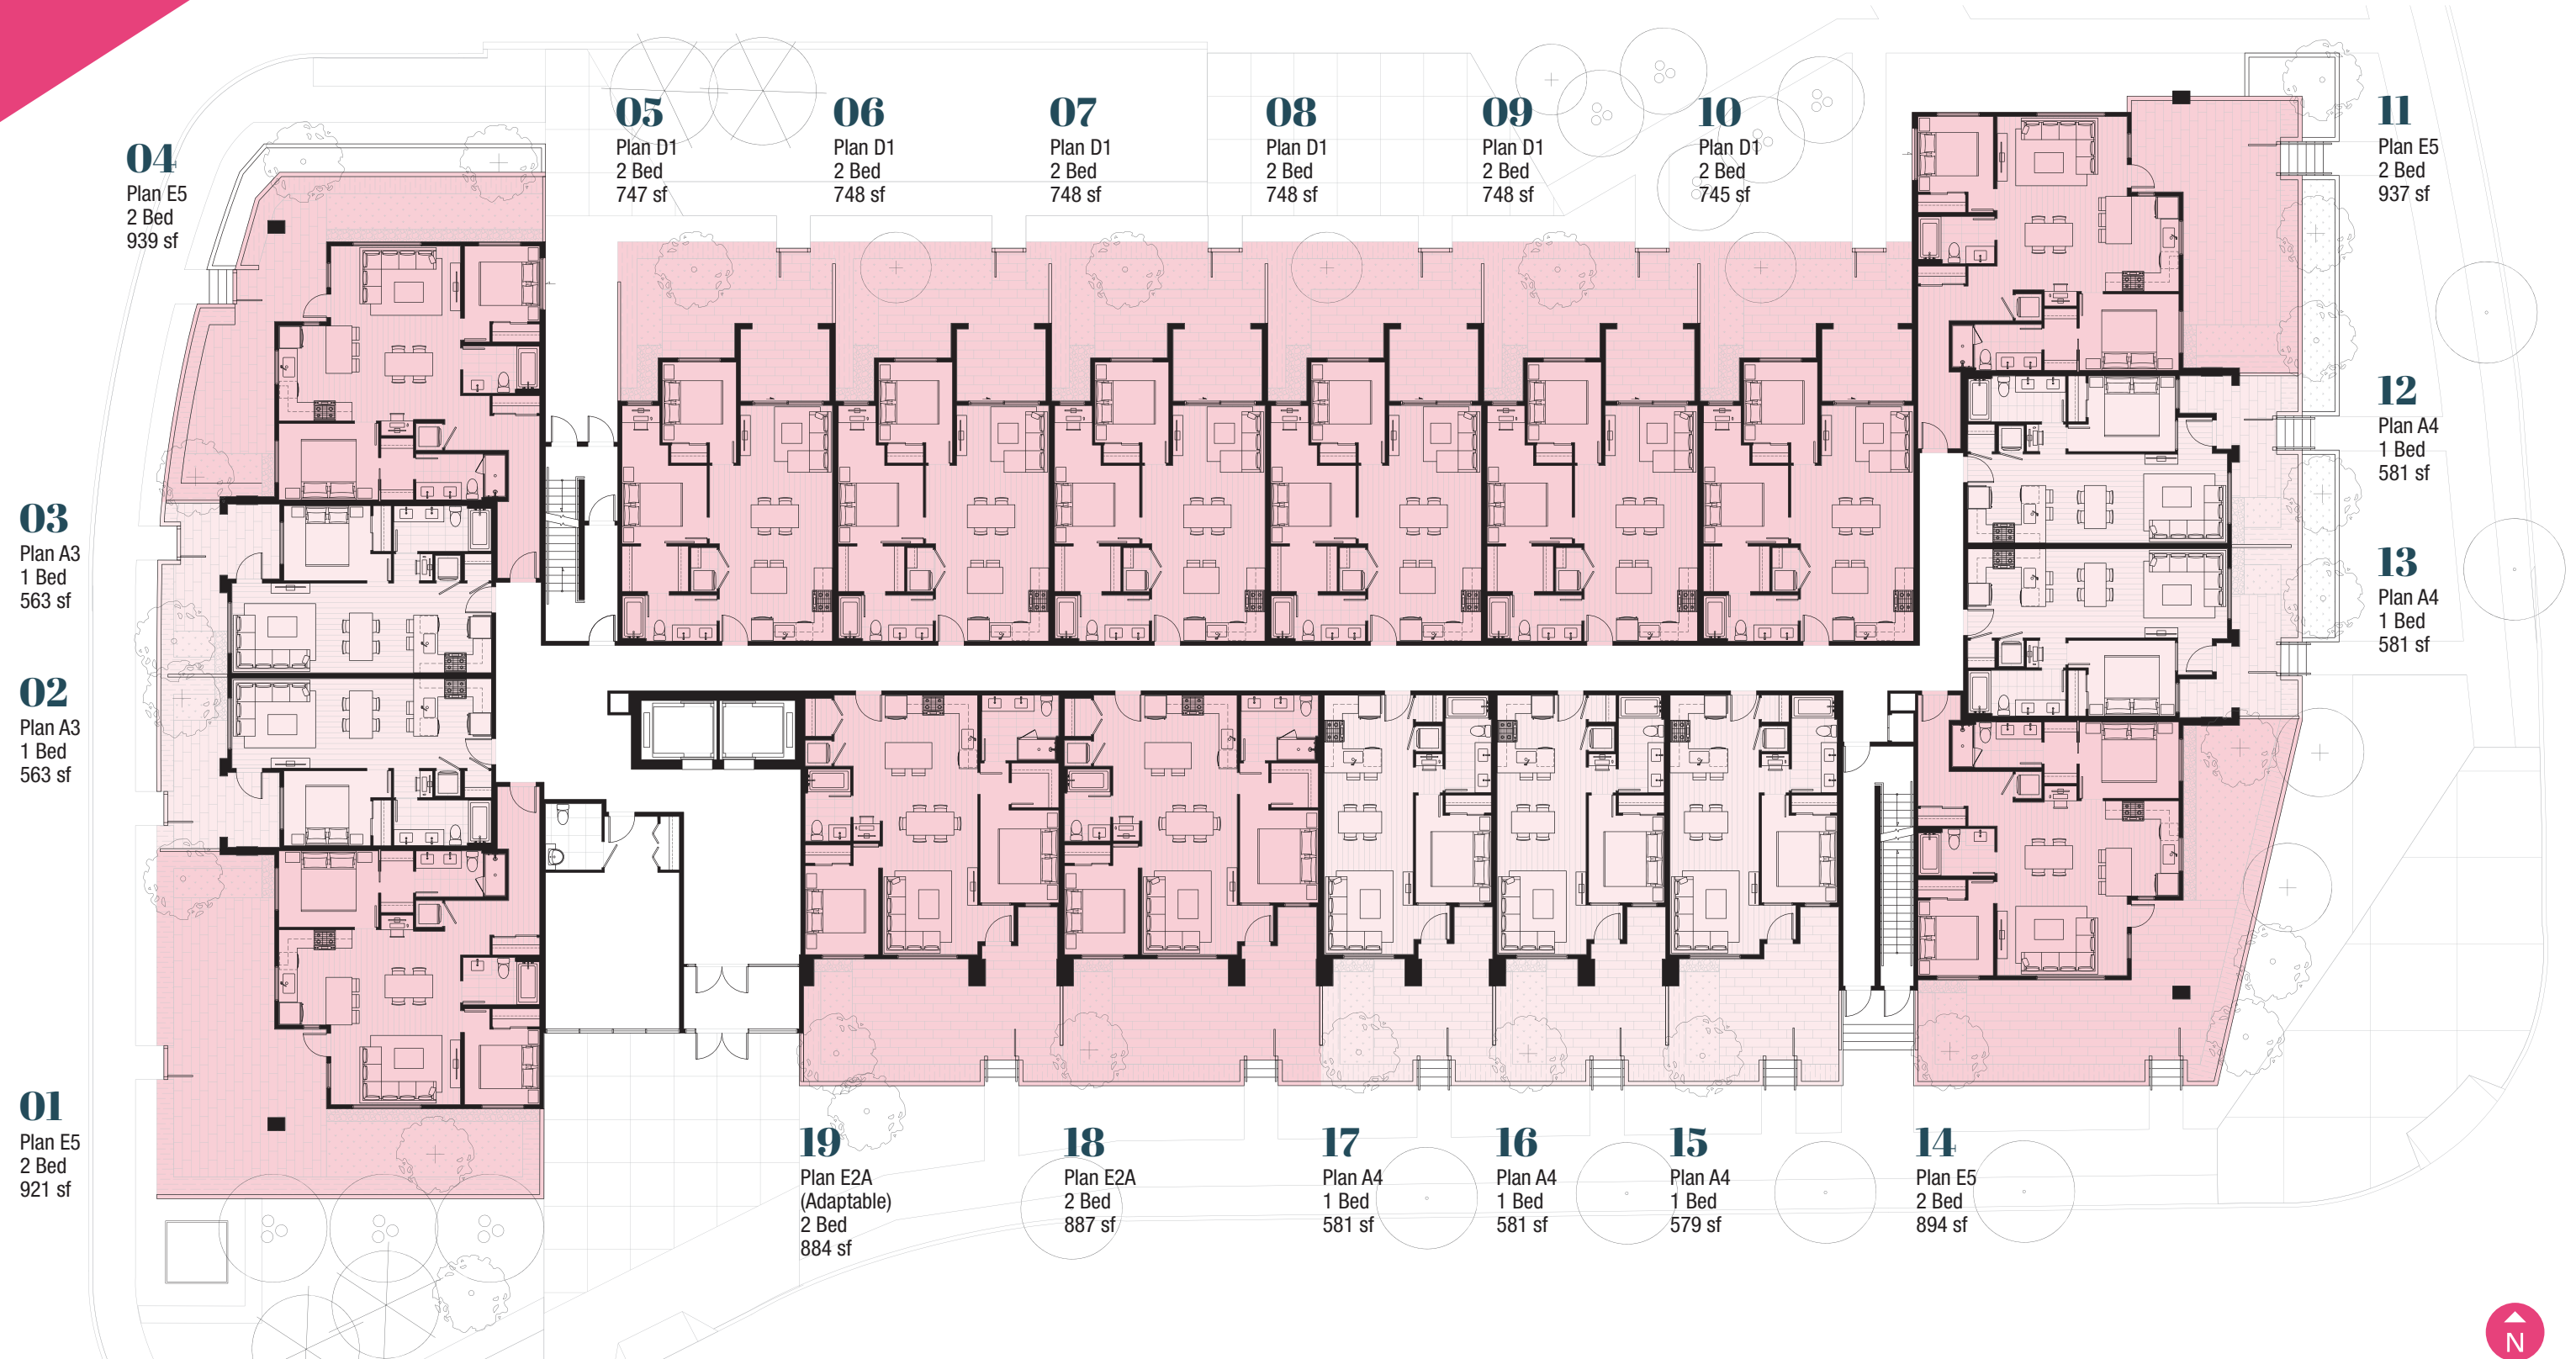 04
Plan E5
2 Bed
939 sf
05
Plan D1
2 Bed
747 sf
06
Plan D1
2 Bed
748 sf
07
Plan D1
2 Bed
748 sf
08
Plan D1
2 Bed
748 sf
09
Plan D1
2 Bed
748 sf
10
Plan D1
2 Bed
745 sf
11
Plan E5
2 Bed
937 sf
03
Plan A3
1 Bed
563 sf
12
Plan A4
1 Bed
581 sf
02
Plan A3
1 Bed
563 sf
13
Plan A4
1 Bed
581 sf
01
Plan E5
2 Bed
921 sf
19
Plan E2A
(Adaptable)
2 Bed
884 sf
18
Plan E2A
2 Bed
887 sf
17
Plan A4
1 Bed
581 sf
16
Plan A4
1 Bed
581 sf
15
Plan A4
1 Bed
579 sf
14
Plan E5
2 Bed
894 sf
N